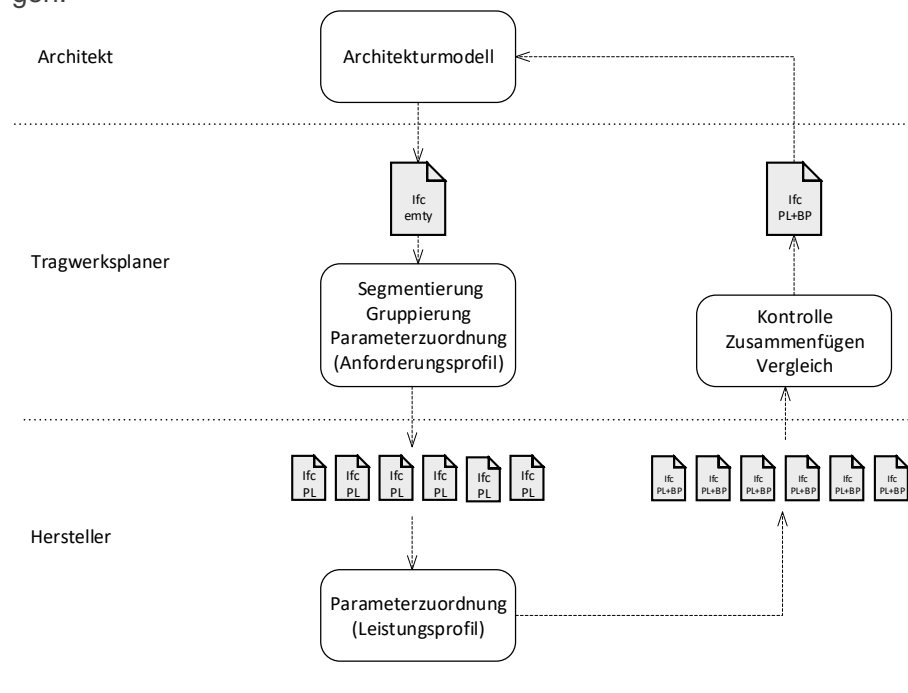 gen.
Architekt
Architekturmodell
Ifc
emty
Ifc
PL+BP
Tragwerksplaner
Segmentierung
Gruppierung
Parameterzuordnung
(Anforderungsprofil)
Kontrolle
Zusammenfügen
Vergleich
Ifc
PL
Ifc
PL
Ifc
PL
Ifc
PL
Ifc
PL
Ifc
PL
Ifc
PL+BP
Ifc
PL+BP
Ifc
PL+BP
Ifc
PL+BP
Ifc
PL+BP
Ifc
PL+BP
Hersteller
Parameterzuordnung
(Leistungsprofil)